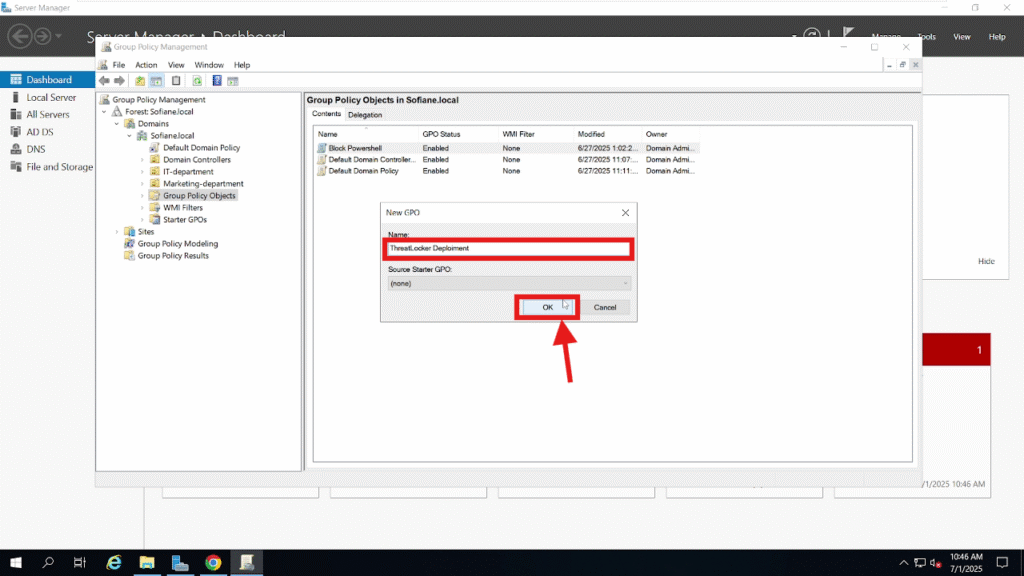 Server Manager
Server Manager Dashboard
Manage Tools View Help
Group Policy Management
File Action View Window Help
Dashboard
Local Server
All Servers
AD DS
DNS
File and Storage
Group Policy Management
Forest: Sofiane.local
Domains
Sofiane.local
Default Domain Policy
Domain Controllers
IT-department
Marketing-department
Group Policy Objects
WMI Filters
Starter GPOs
Sites
Group Policy Modeling
Group Policy Results
Group Policy Objects in Sofiane.local
Contents Delegation
Name GPO Status WMI Filter Modified Owner
Block Powershell Enabled None 6/27/2025 1:02:2... Domain Admi...
Default Domain Controller... Enabled None 6/27/2025 11:07:... Domain Admi...
Default Domain Policy Enabled None 6/27/2025 11:11:... Domain Admi...
New GPO
Name:
ThreatLocker Deploiment
Source Starter GPO:
(none)
OK Cancel
Hide
1
/1/2025 10:46 AM
10:46 AM
7/1/2025